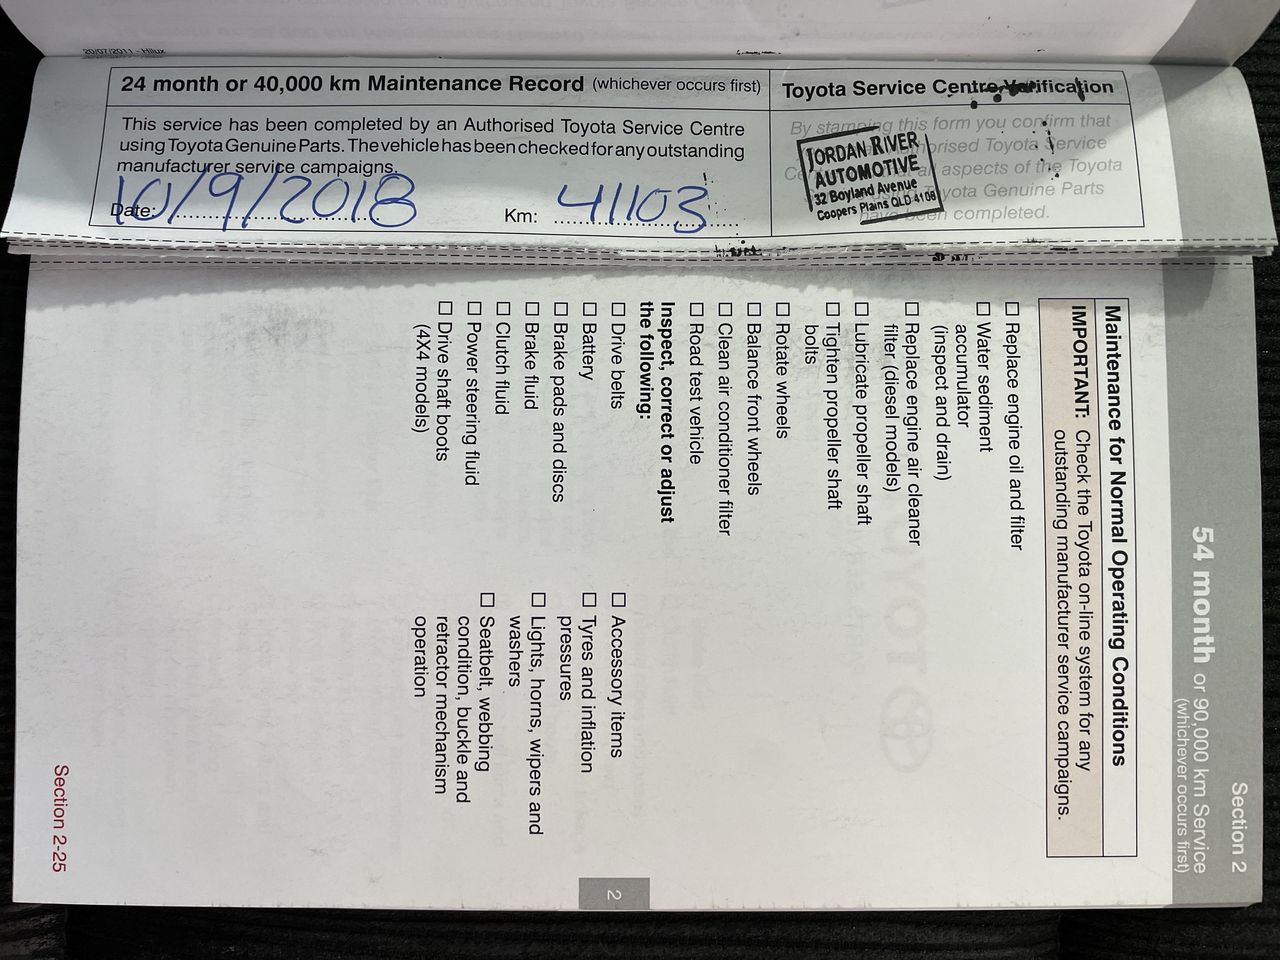 20/07/2011 - Hilux
24 month or 40,000 km Maintenance Record (whichever occurs first)
This service has been completed by an Authorised Toyota Service Centre
using Toyota Genuine Parts. The vehicle has been checked for any outstanding
manufacturer service campaigns.
Date: 10/9/2018 Km: 41103
Toyota Service Centre Verification
By stamping this form you confirm that
Toyota Service
aspects of the Toyota
Toyota Genuine Parts
have been completed.
JORDAN RIVER
AUTOMOTIVE
32 Boyland Avenue
Coopers Plains QLD 4108
Section 2
54 month or 90,000 km Service
(whichever occurs first)
Maintenance for Normal Operating Conditions
IMPORTANT: Check the Toyota on-line system for any
outstanding manufacturer service campaigns.
Replace engine oil and filter
Water sediment
accumulator
(inspect and drain)
Replace engine air cleaner
filter (diesel models)
Lubricate propeller shaft
Tighten propeller shaft
bolts
Rotate wheels
Balance front wheels
Clean air conditioner filter
Road test vehicle
Inspect, correct or adjust
the following:
Drive belts
Battery
Brake pads and discs
Brake fluid
Clutch fluid
Power steering fluid
Drive shaft boots
(4X4 models)
Accessory items
Tyres and inflation
pressures
Lights, horns, wipers and
washers
Seatbelt, webbing
condition, buckle and
retractor mechanism
operation
2
Section 2-25